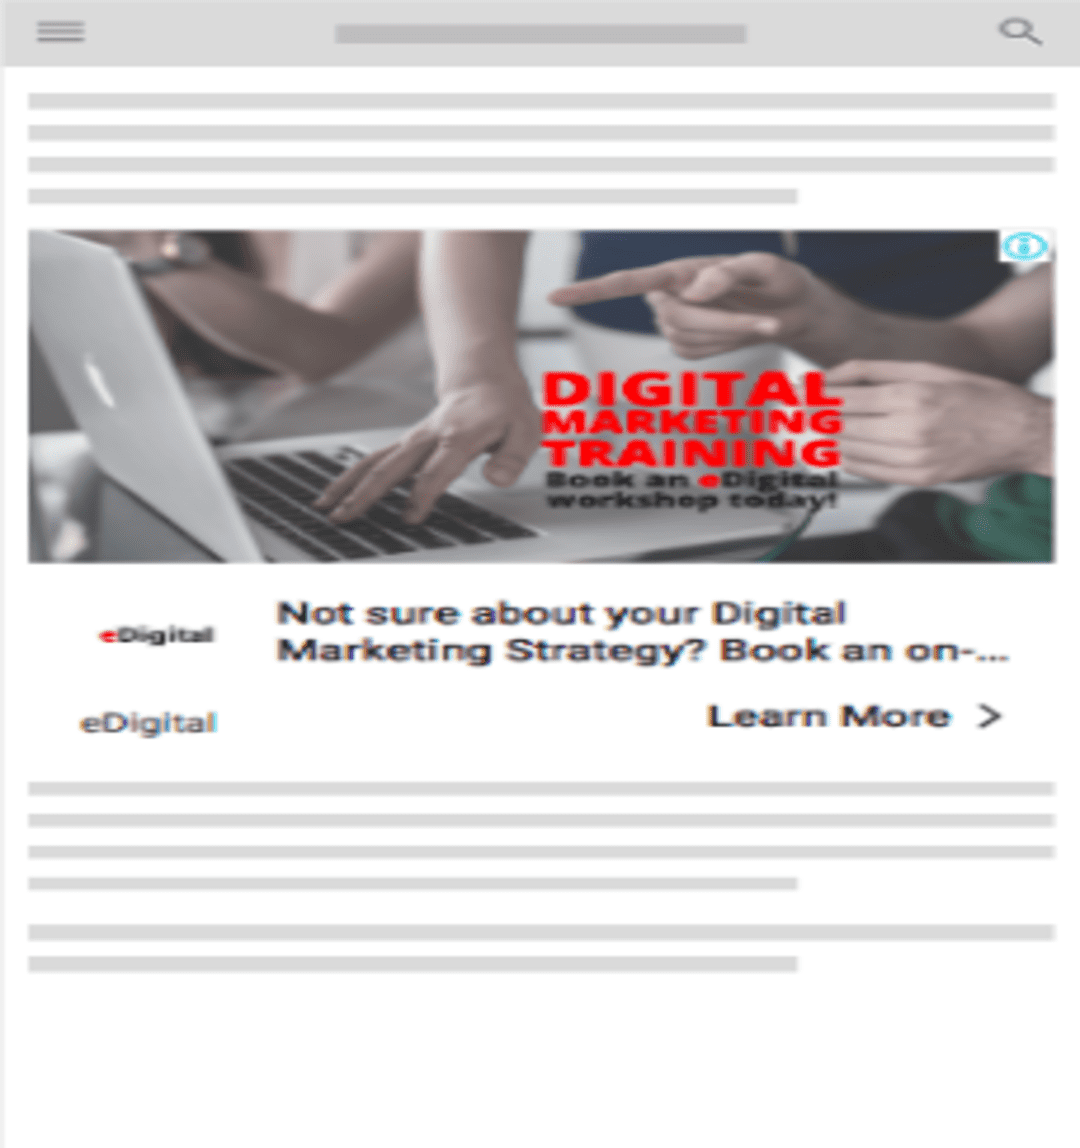 DIGITAL
MARKETING
TRAINING
Book an eDigital
workshop today!
eDigital
Not sure about your Digital
Marketing Strategy? Book an on-...
eDigital
Learn More